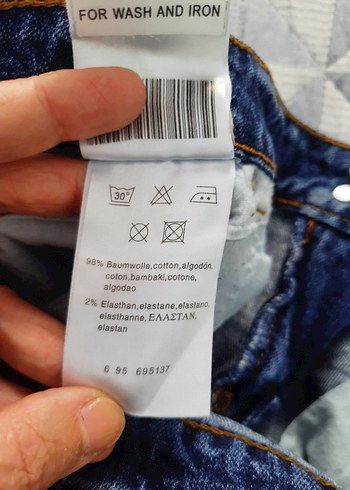 FOR WASH AND IRON
30°
98% Baumwolle,cotton,algodón,
coton,bambaki,cotone,
algodao
2% Elasthan,elastane,elastano,
elasthanne,ΕΛΑΣΤΑΝ,
elastan
6 95 695137